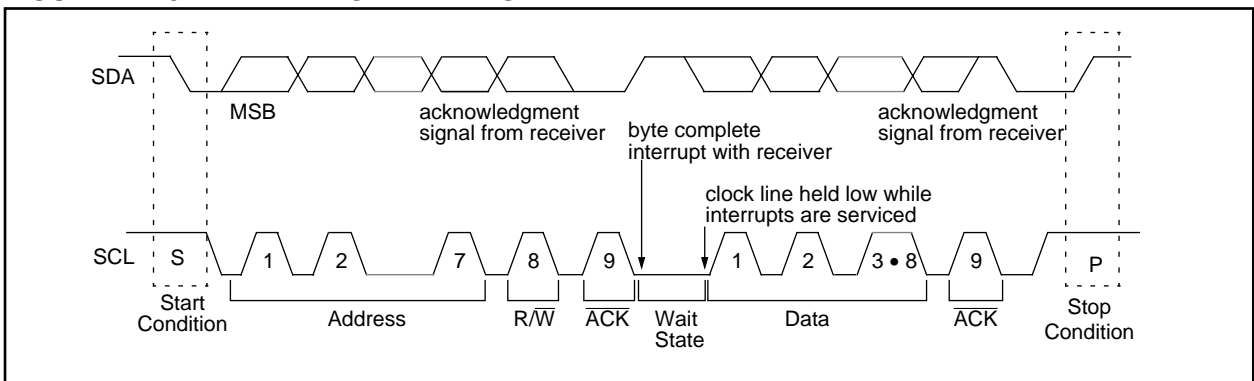 SDA
MSB
acknowledgment
signal from receiver
byte complete
interrupt with receiver
acknowledgment
signal from receiver
clock line held low while
interrupts are serviced
SCL
S
1
2
7
8
9
1
2
3 • 8
9
P
Start
Condition
Address
R/W̅
A̅C̅K̅
Wait
State
Data
A̅C̅K̅
Stop
Condition